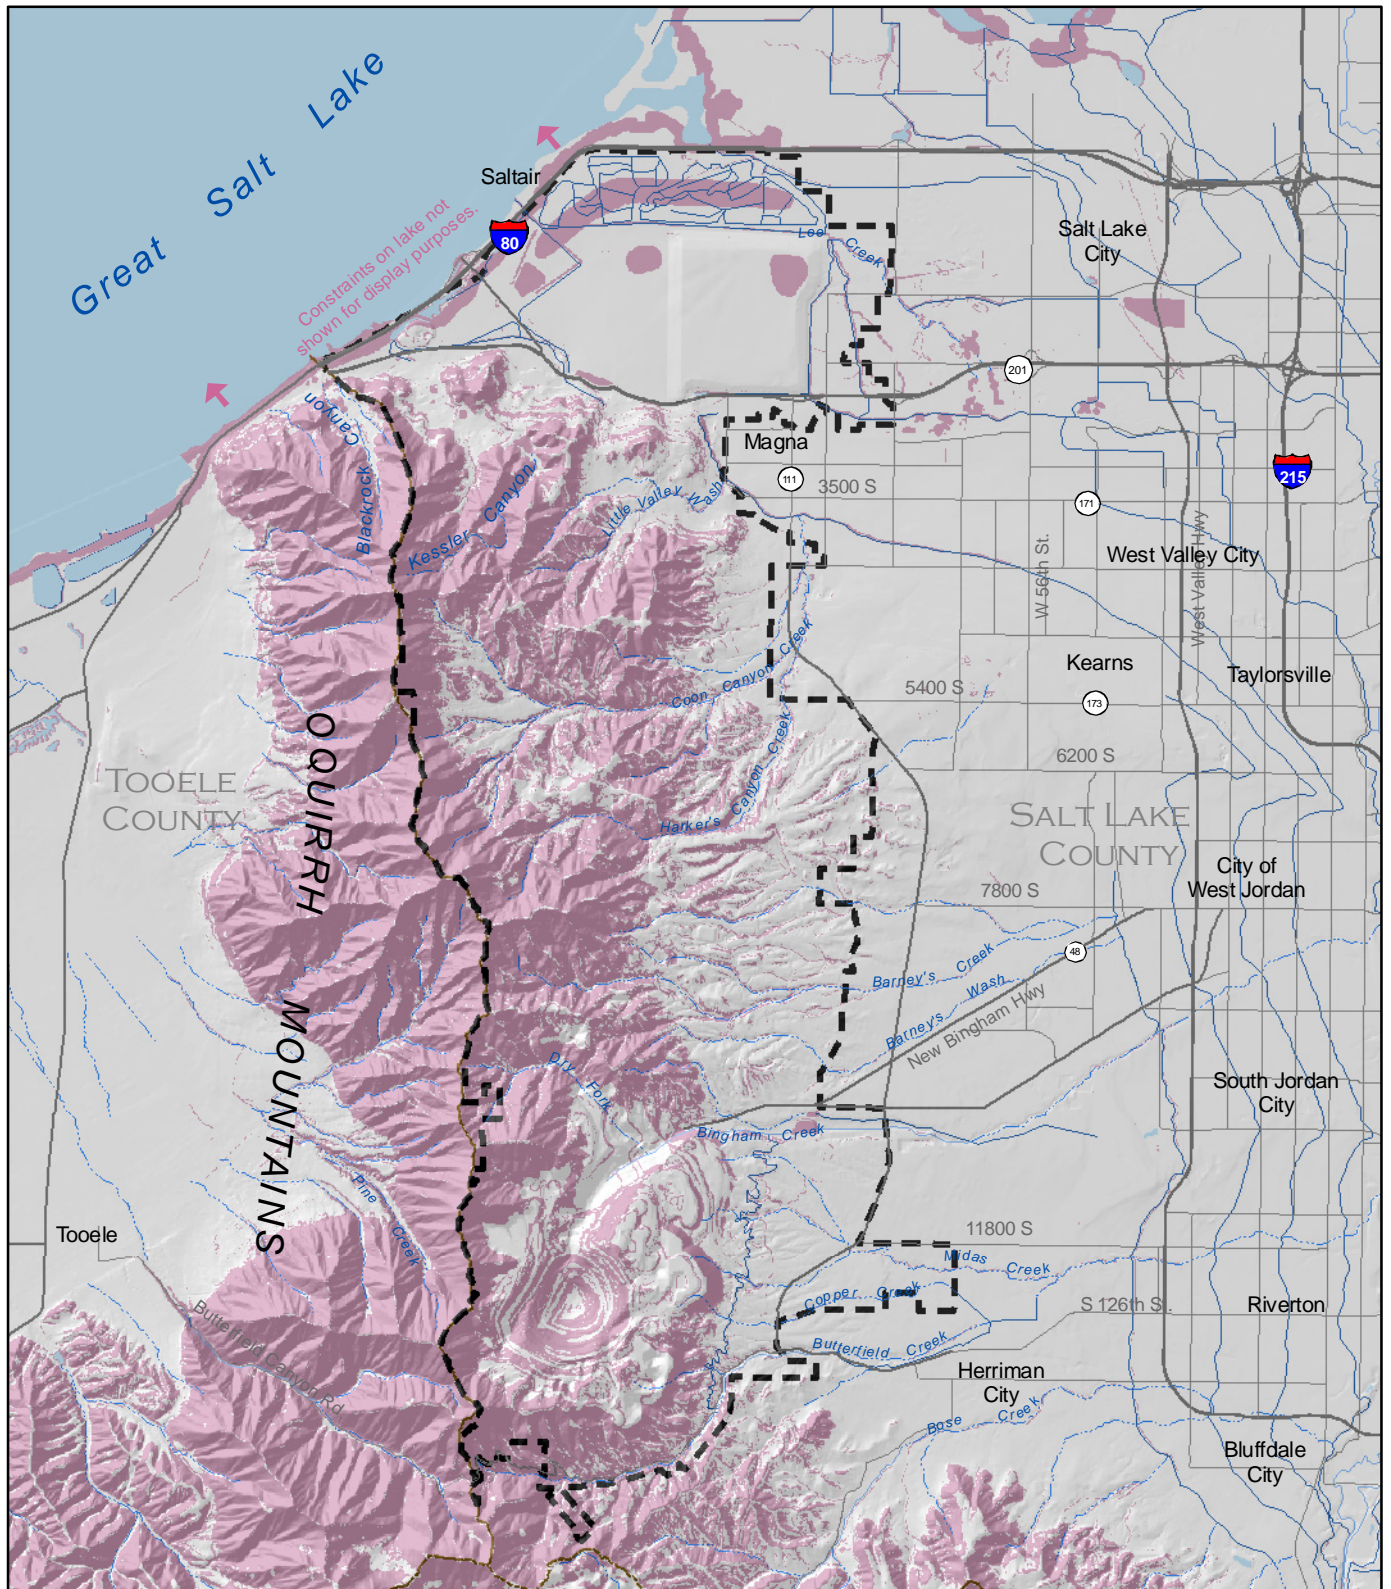 Great Salt Lake
Saltair
80
Constraints on lake not
shown for display purposes.
Lee Creek
Salt Lake
City
201
Magna
111
3500 S
171
215
Blackrock Canyon
Kessler Canyon
Little Valley Wash
West Valley City
W 56th St.
West Valley Hwy
Coon Canyon Creek
Kearns
Taylorsville
5400 S
173
Harker's Canyon Creek
6200 S
TOOELE
COUNTY
OQUIRRH MOUNTAINS
SALT LAKE
COUNTY
City of
West Jordan
7800 S
Barney's Creek
48
Barney's Wash
New Bingham Hwy
Dry Fork
South Jordan
City
Bingham Creek
Pine Creek
Tooele
11800 S
Midas Creek
Copper Creek
S 126th St.
Riverton
Butterfield Canyon Rd
Butterfield Creek
Herriman
City
Bose Creek
Bluffdale
City